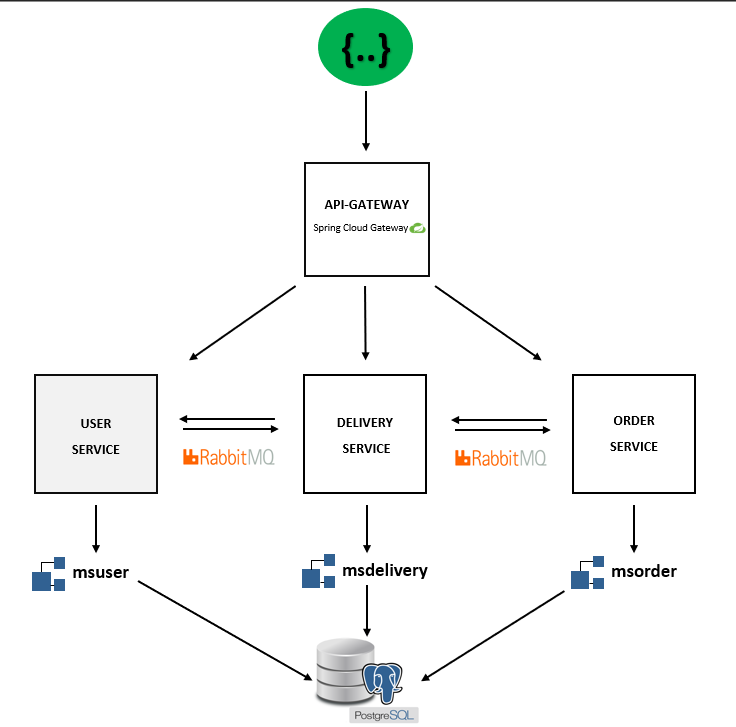 {..}
API-GATEWAY
Spring Cloud Gateway
USER
SERVICE
DELIVERY
SERVICE
ORDER
SERVICE
RabbitMQ
RabbitMQ
msuser
msdelivery
msorder
PostgreSQL